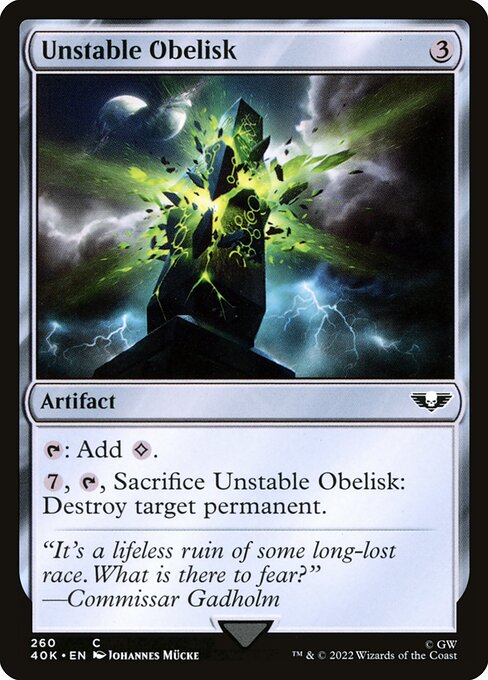 Unstable Obelisk 3
Artifact
: Add .
7, , Sacrifice Unstable Obelisk:
Destroy target permanent.
“It’s a lifeless ruin of some long-lost
race. What is there to fear?”
—Commissar Gadholm
260 C
40K • EN Johannes Mücke
© GW
™ & © 2022 Wizards of the Coast